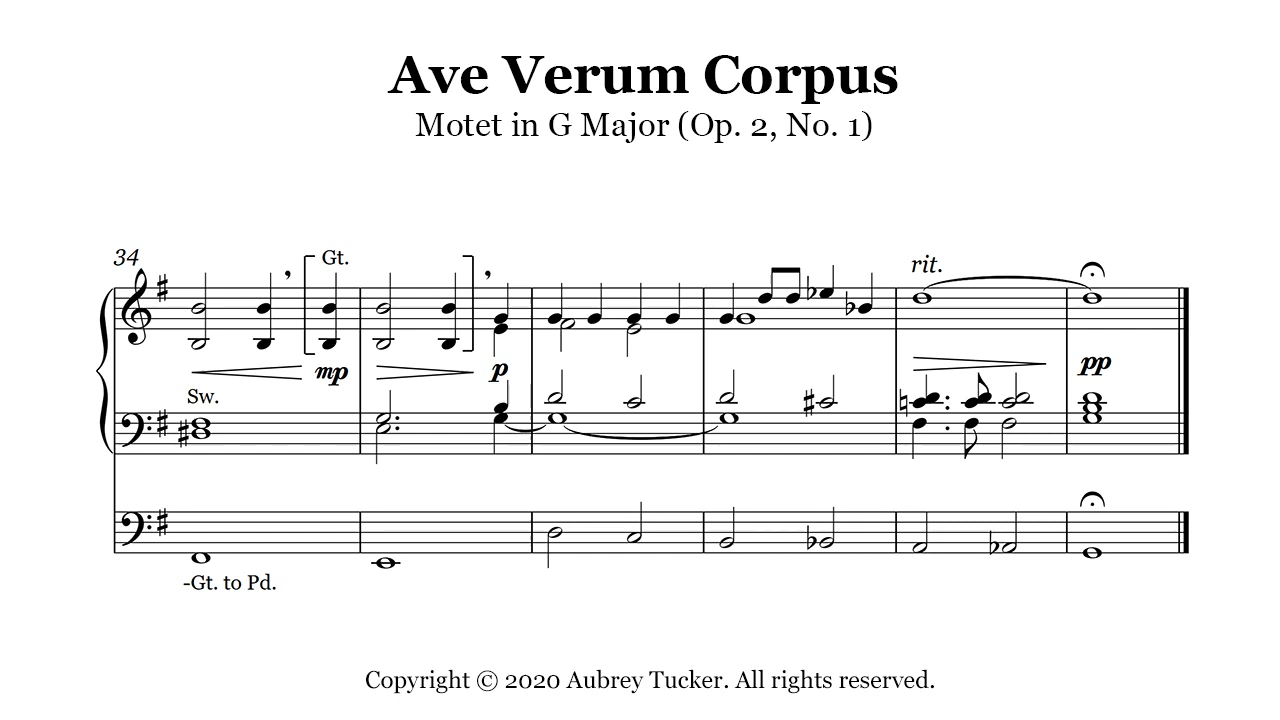 Ave Verum Corpus
Motet in G Major (Op. 2, No. 1)
34
Gt.
rit.
mp
p
pp
Sw.
-Gt. to Pd.
Copyright © 2020 Aubrey Tucker. All rights reserved.